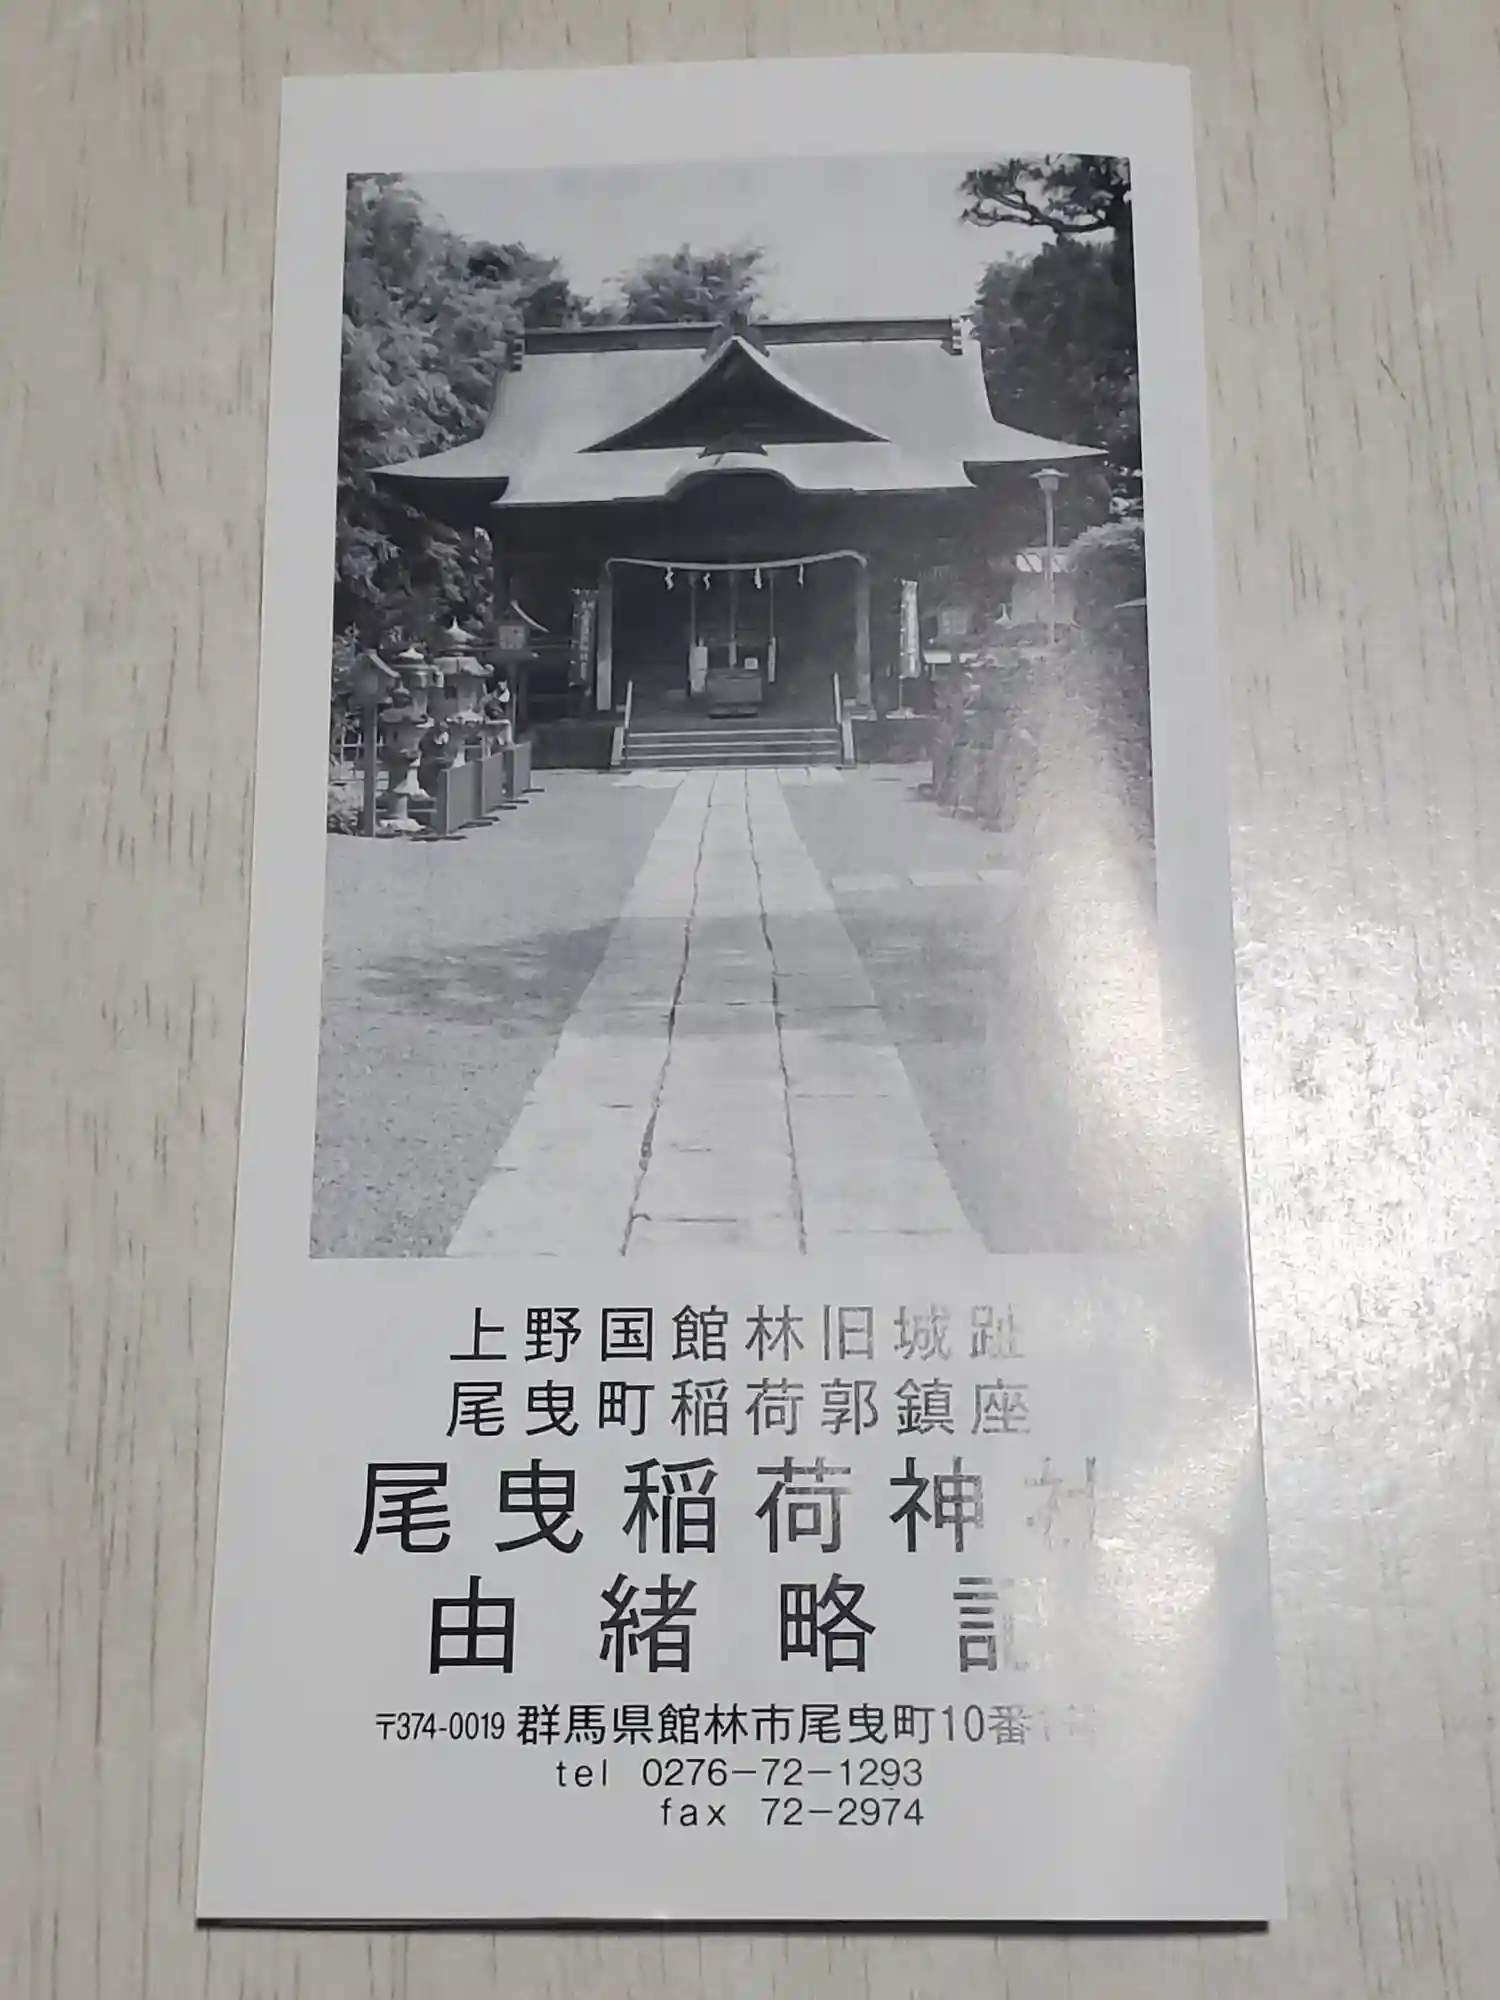 上野国館林旧城趾
尾曳町稲荷郭鎮座
尾曳稲荷神社
由緒略記
〒374-0019 群馬県館林市尾曳町10番
tel 0276-72-1293
fax 72-2974